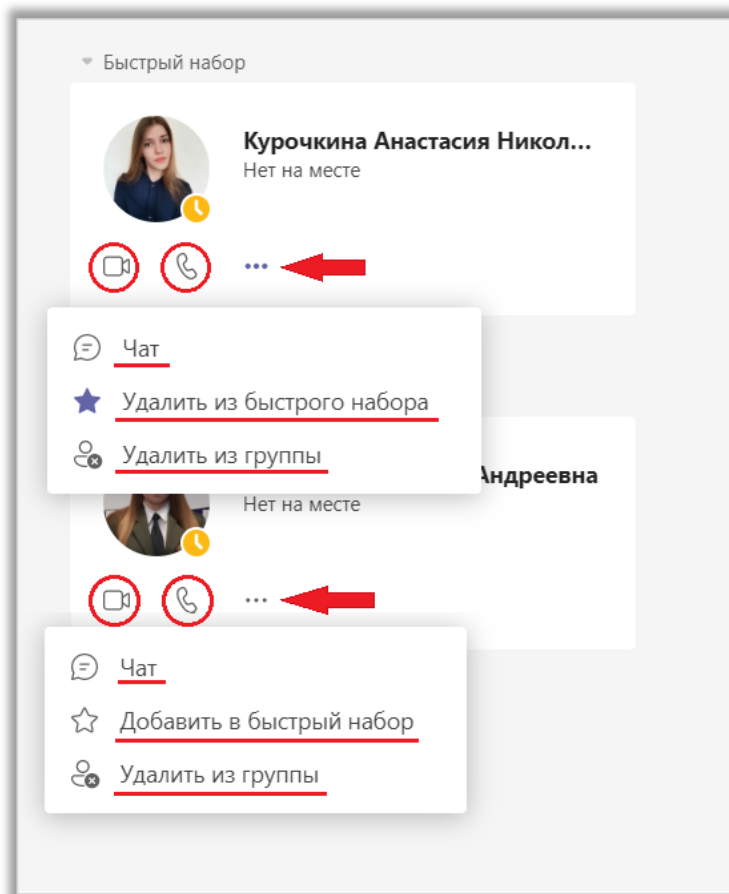 Быстрый набор
Курочкина Анастасия Никол...
Нет на месте
Чат
Удалить из быстрого набора
Удалить из группы
Андреевна
Нет на месте
Чат
Добавить в быстрый набор
Удалить из группы